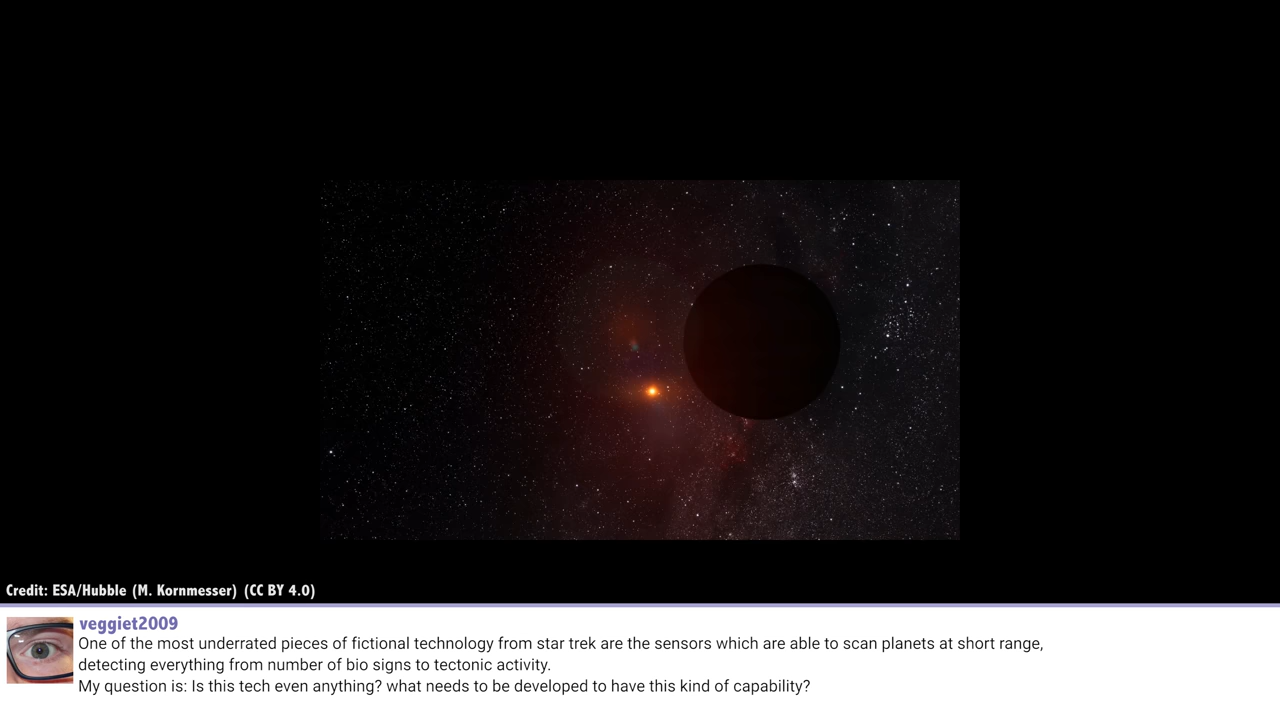 Credit: ESA/Hubble (M. Kornmesser) (CC BY 4.0)
veggiet2009
One of the most underrated pieces of fictional technology from star trek are the sensors which are able to scan planets at short range,
detecting everything from number of bio signs to tectonic activity.
My question is: Is this tech even anything? what needs to be developed to have this kind of capability?